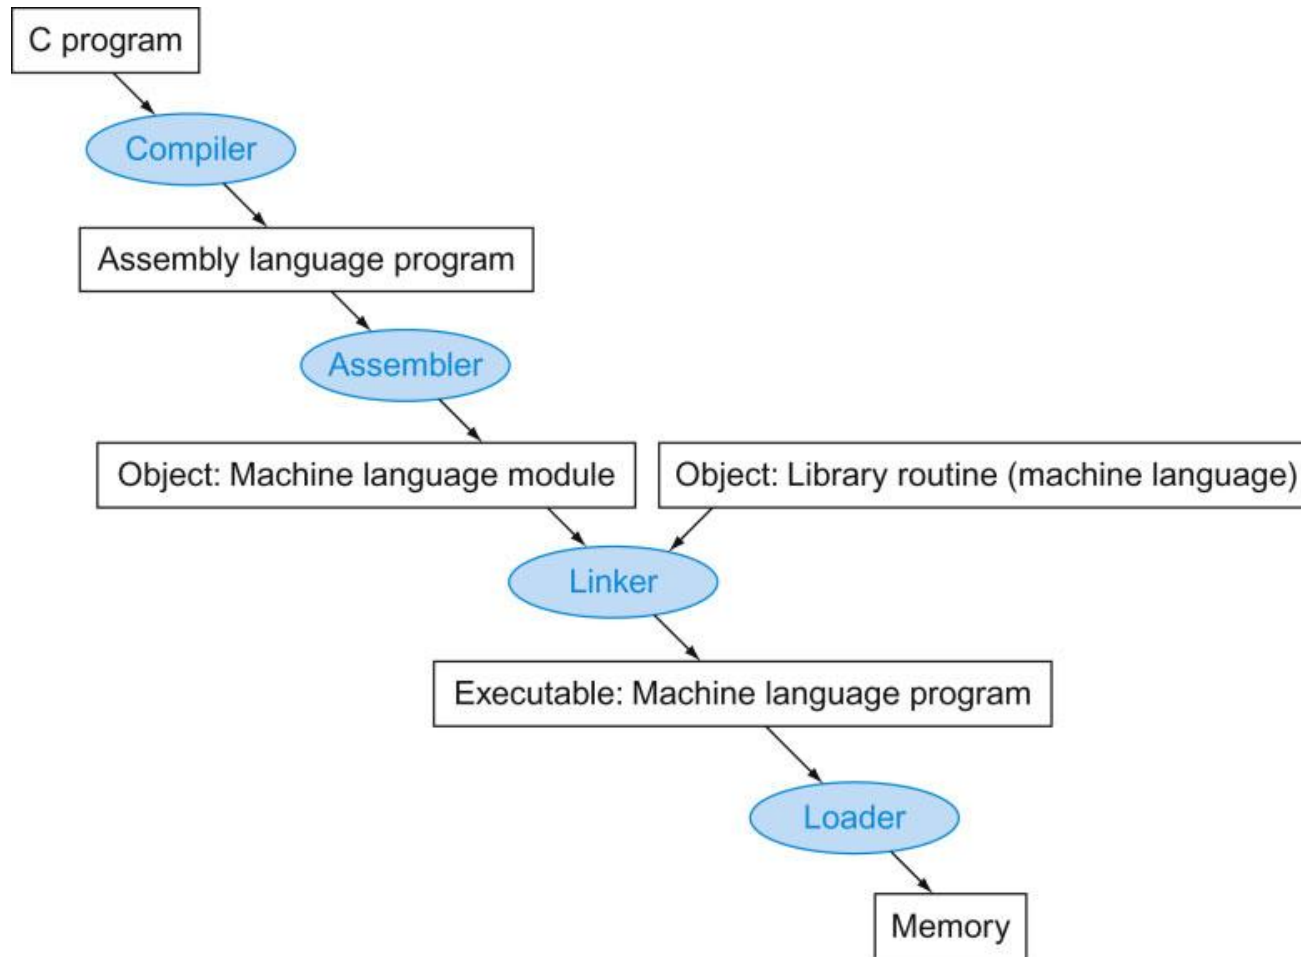 C program
Compiler
Assembly language program
Assembler
Object: Machine language module
Object: Library routine (machine language)
Linker
Executable: Machine language program
Loader
Memory